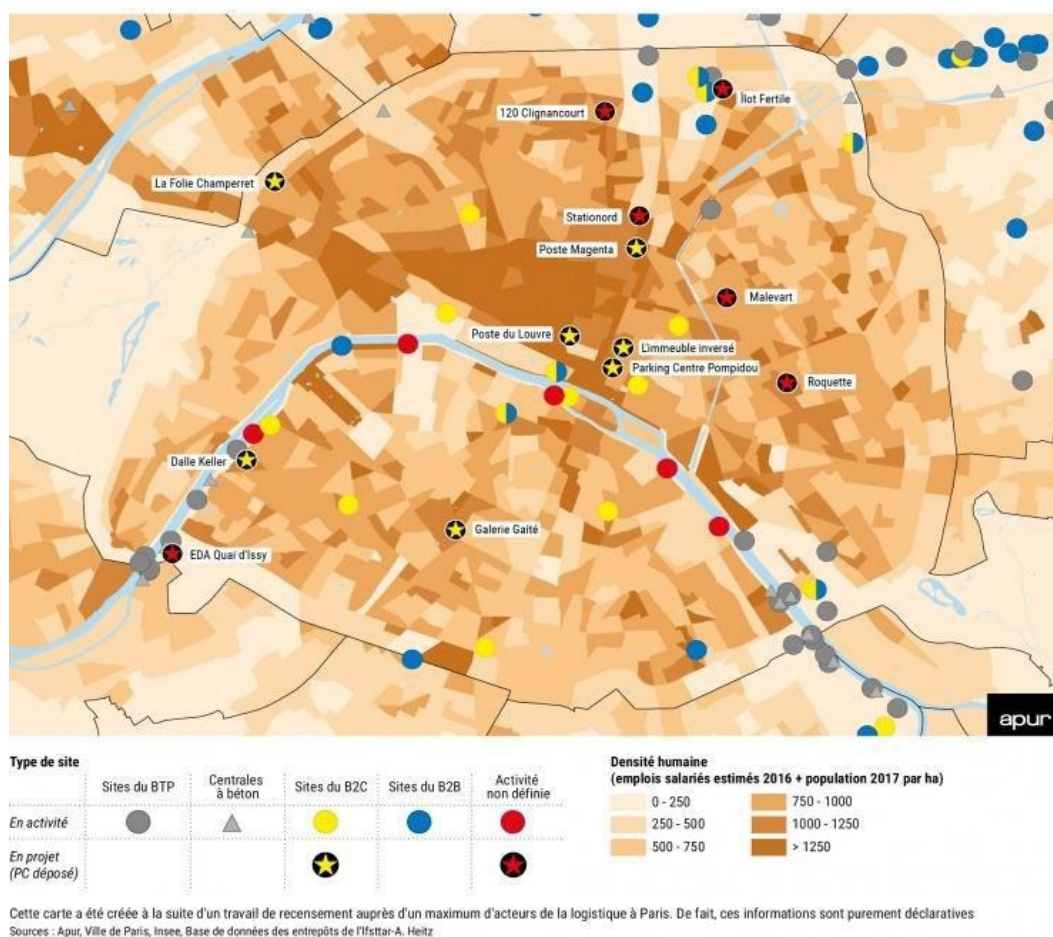 Îlot Fertile
120 Clignancourt
La Folie Champerret
Stationord
Poste Magenta
Malevart
Poste du Louvre
L'immeuble inversé
Parking Centre Pompidou
Roquette
Dalle Keller
Galerie Gaité
EDA Quai d'Issy
apur
Type de site
Sites du BTP
Centrales
à béton
Sites du B2C
Sites du B2B
Activité
non définie
En activité
En projet
(PC déposé)
Densité humaine
(emplois salariés estimés 2016 + population 2017 par ha)
0 - 250
250 - 500
500 - 750
750 - 1000
1000 - 1250
> 1250
Cette carte a été créée à la suite d'un travail de recensement auprès d'un maximum d'acteurs de la logistique à Paris. De fait, ces informations sont purement déclaratives
Sources : Apur, Ville de Paris, Insee, Base de données des entrepôts de l'Ifsttar-A. Heitz